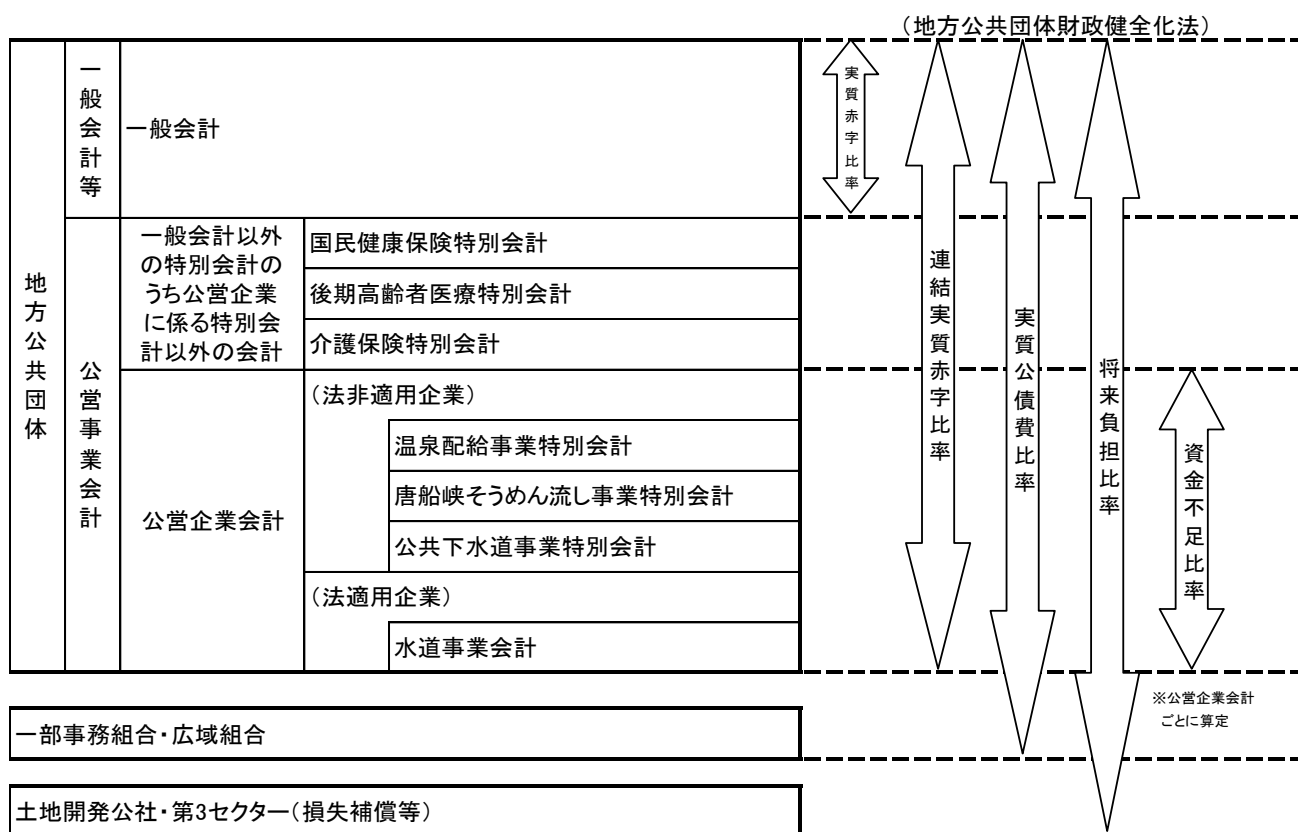 （地方公共団体財政健全化法）
地方公共団体
一般会計等
一般会計
実質赤字比率
公営事業会計
一般会計以外
の特別会計の
うち公営企業
に係る特別会
計以外の会計
国民健康保険特別会計
後期高齢者医療特別会計
介護保険特別会計
公営企業会計
（法非適用企業）
温泉配給事業特別会計
唐船峡そうめん流し事業特別会計
公共下水道事業特別会計
（法適用企業）
水道事業会計
連結実質赤字比率
実質公債費比率
将来負担比率
資金不足比率
※公営企業会計
ごとに算定
一部事務組合・広域組合
土地開発公社・第3セクター（損失補償等）